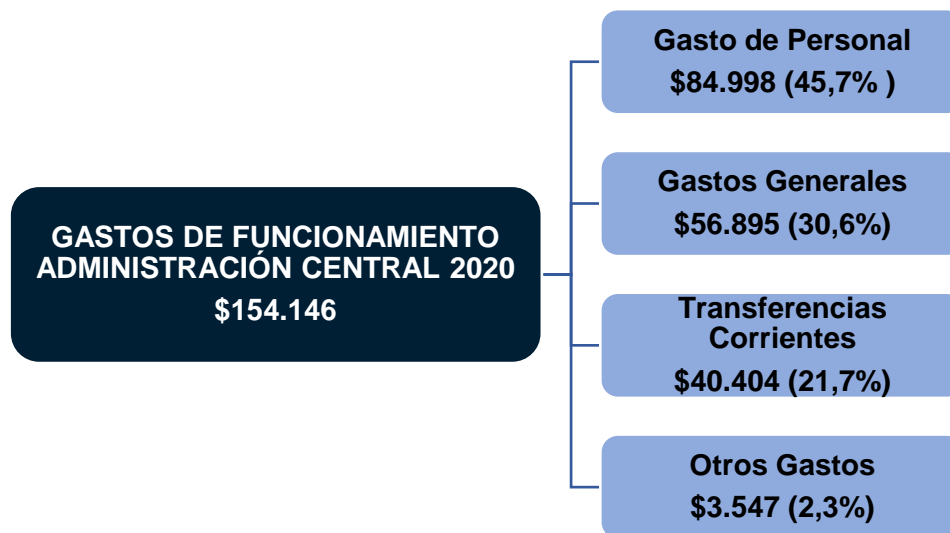 GASTOS DE FUNCIONAMIENTO
ADMINISTRACIÓN CENTRAL 2020
$154.146
Gasto de Personal
$84.998 (45,7% )
Gastos Generales
$56.895 (30,6%)
Transferencias
Corrientes
$40.404 (21,7%)
Otros Gastos
$3.547 (2,3%)